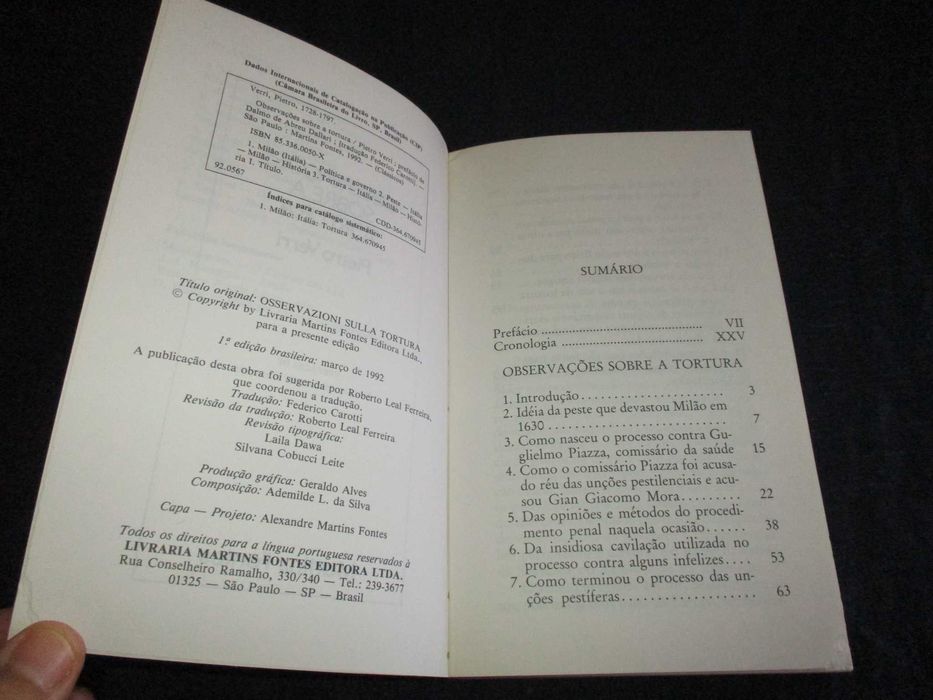 Dados Internacionais de Catalogação na Publicação (CIP)
(Câmara Brasileira do Livro, SP, Brasil)
Verri, Pietro, 1728-1797.
Observações sobre a tortura / Pietro Verri ; prefácio de
Dalmo de Abreu Dallari ; [tradução Federico Carotti]. —
São Paulo : Martins Fontes, 1992. — (Clássicos)
ISBN 85.336.0050-X
1. Milão (Itália) — Política e governo 2. Peste — Itália
— Milão — História 3. Tortura — Itália — Milão — Histó-
ria I. Título.
92.0567
CDD-364.670945
Índices para catálogo sistemático:
1. Milão: Itália: Tortura 364.670945
Título original: OSSERVAZIONI SULLA TORTURA
© Copyright by Livraria Martins Fontes Editora Ltda.,
para a presente edição
1.ª edição brasileira: março de 1992
A publicação desta obra foi sugerida por Roberto Leal Ferreira,
que coordenou a tradução.
Tradução: Federico Carotti
Revisão da tradução: Roberto Leal Ferreira
Revisão tipográfica:
Laila Dawa
Silvana Cobucci Leite
Produção gráfica: Geraldo Alves
Composição: Ademilde L. da Silva
Capa — Projeto: Alexandre Martins Fontes
Todos os direitos para a língua portuguesa reservados à
LIVRARIA MARTINS FONTES EDITORA LTDA.
Rua Conselheiro Ramalho, 330/340 — Tel.: 239-3677
01325 — São Paulo — SP — Brasil
SUMÁRIO
Prefácio ........................................ VII
Cronologia ................................... XXV
OBSERVAÇÕES SOBRE A TORTURA
1. Introdução...................... 3
2. Idéia da peste que devastou Milão em
1630 ............................ 7
3. Como nasceu o processo contra Gu-
glielmo Piazza, comissário da saúde 15
4. Como o comissário Piazza foi acusa-
do réu das unções pestilenciais e acu-
sou Gian Giacomo Mora......... 22
5. Das opiniões e métodos do procedi-
mento penal naquela ocasião...... 38
6. Da insidiosa cavilação utilizada no
processo contra alguns infelizes.... 53
7. Como terminou o processo das un-
ções pestíferas.................... 63